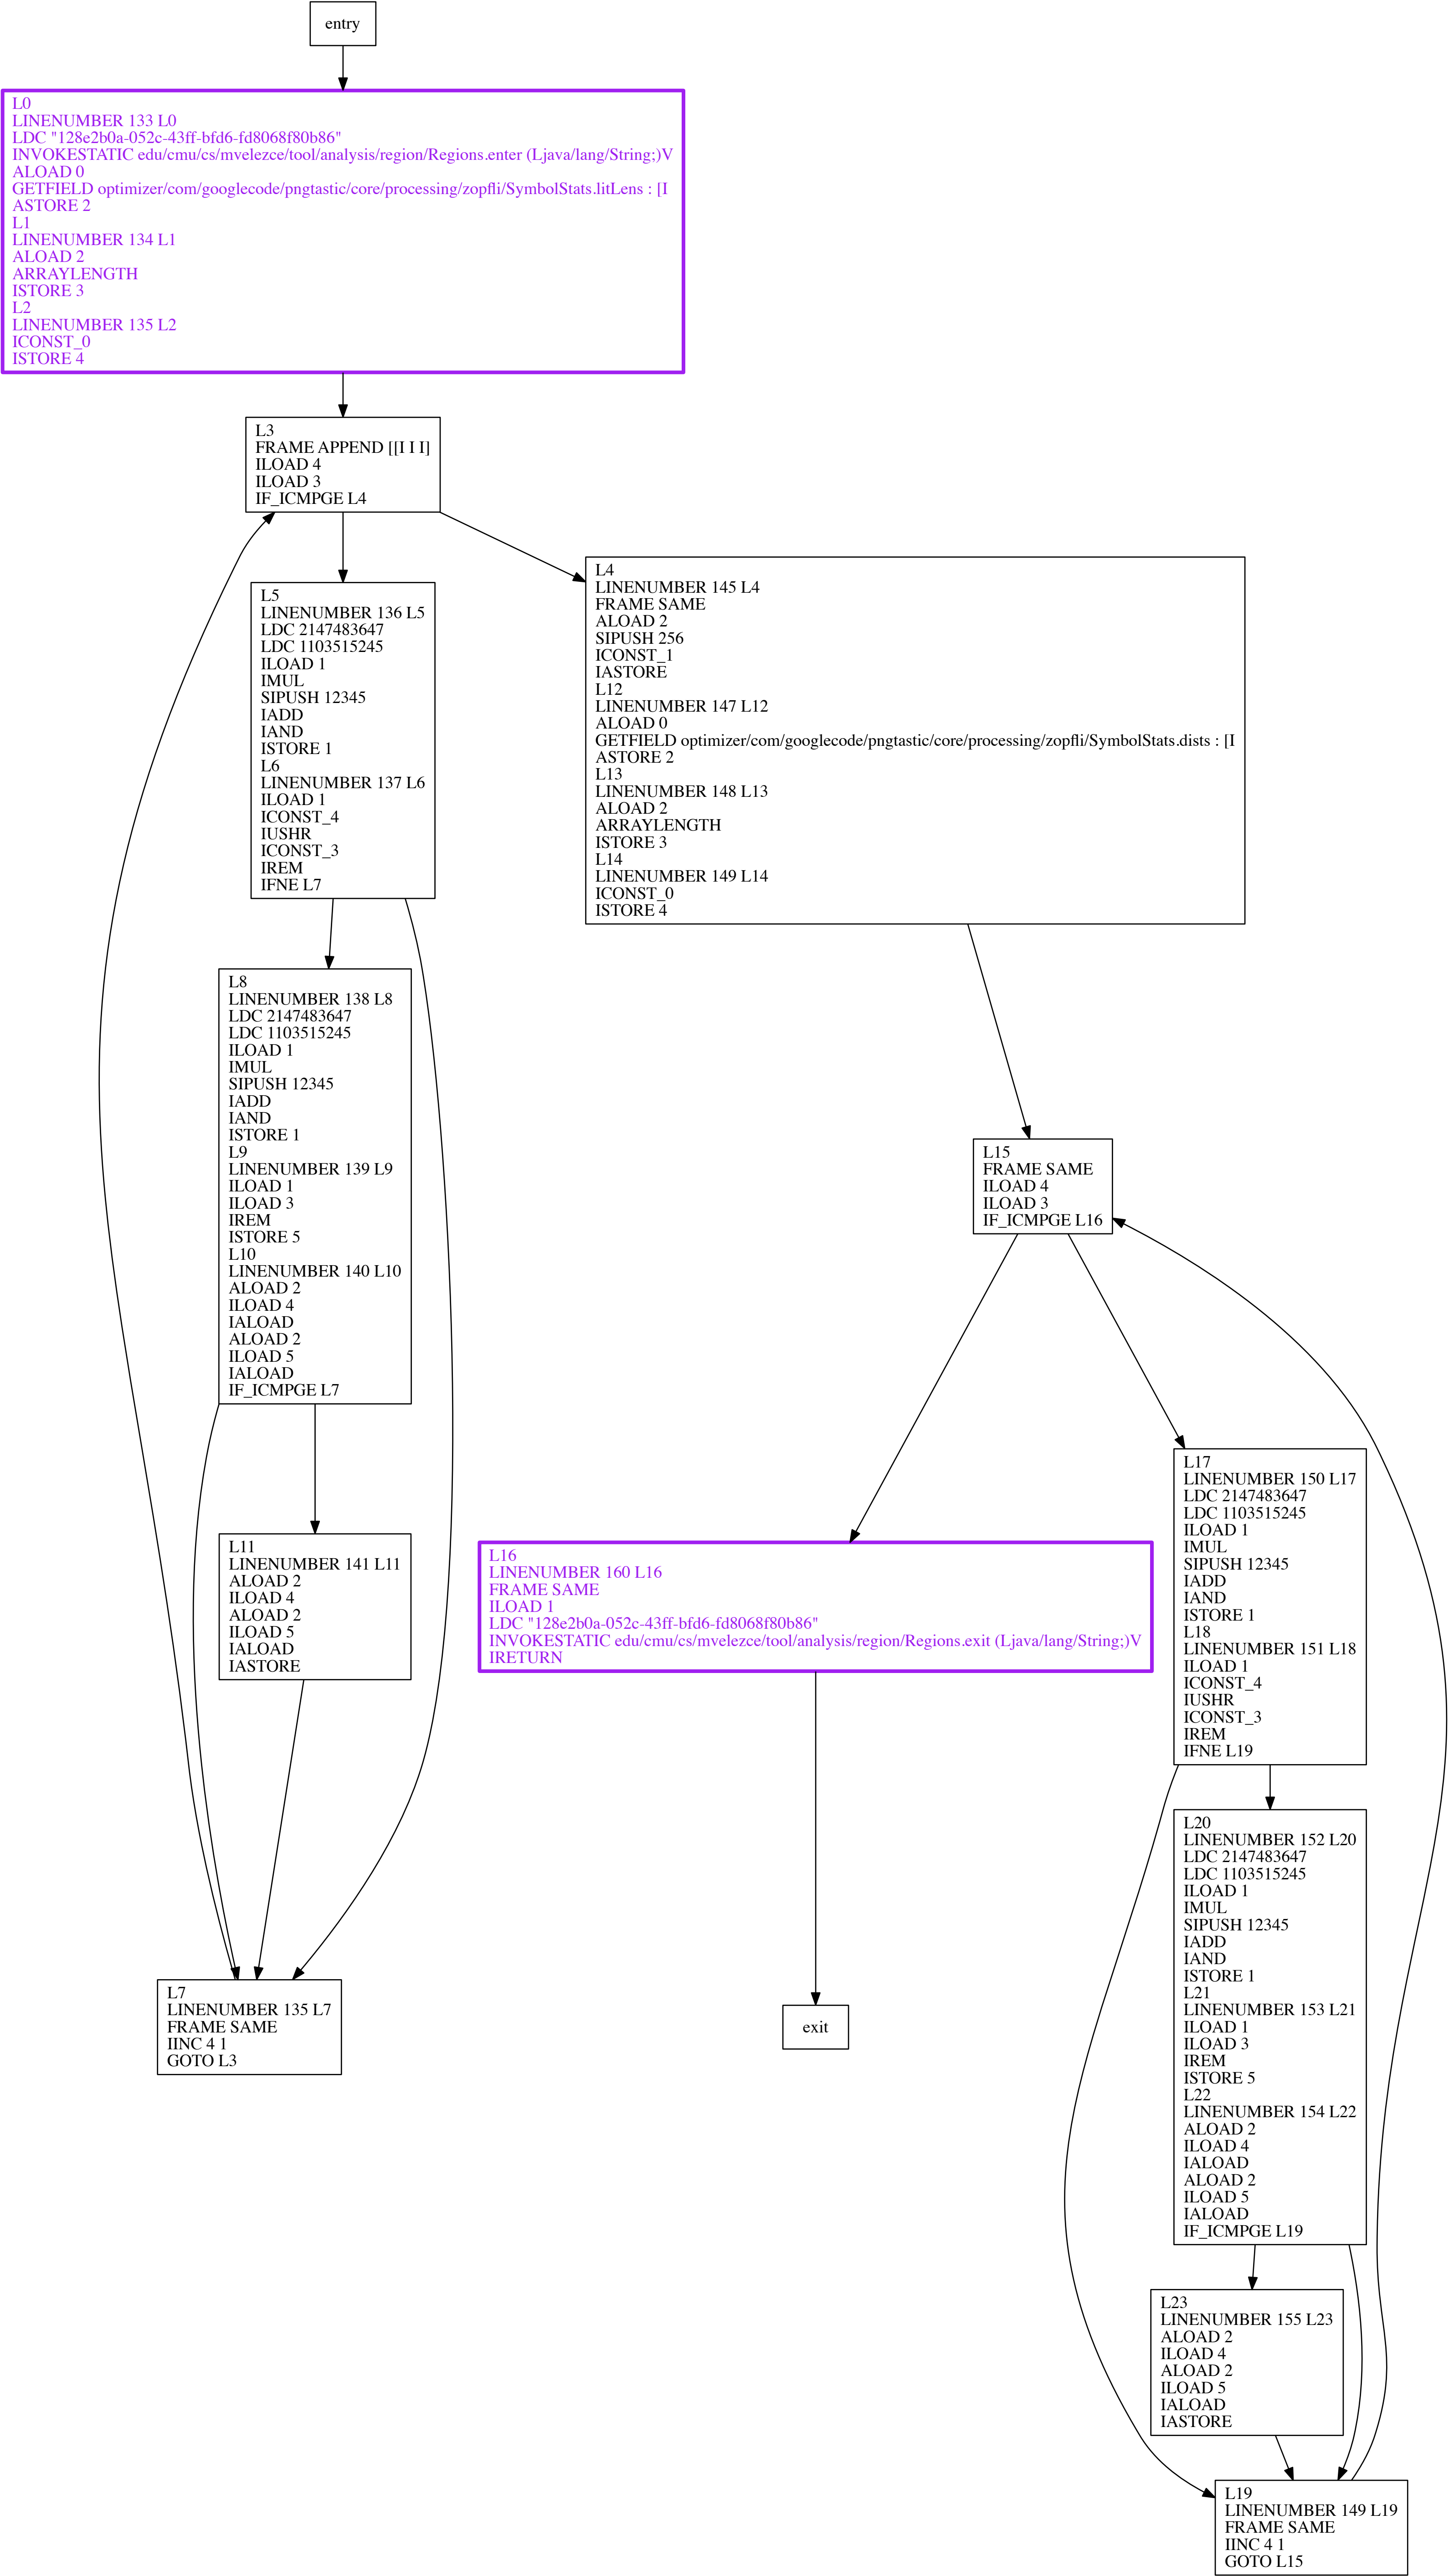 entry
L0
LINENUMBER 133 L0
LDC "128e2b0a-052c-43ff-bfd6-fd8068f80b86"
INVOKESTATIC edu/cmu/cs/mvelezce/tool/analysis/region/Regions.enter (Ljava/lang/String;)V
ALOAD 0
GETFIELD optimizer/com/googlecode/pngtastic/core/processing/zopfli/SymbolStats.litLens : [I
ASTORE 2
L1
LINENUMBER 134 L1
ALOAD 2
ARRAYLENGTH
ISTORE 3
L2
LINENUMBER 135 L2
ICONST_0
ISTORE 4
L3
FRAME APPEND [[I I I]
ILOAD 4
ILOAD 3
IF_ICMPGE L4
L5
LINENUMBER 136 L5
LDC 2147483647
LDC 1103515245
ILOAD 1
IMUL
SIPUSH 12345
IADD
IAND
ISTORE 1
L6
LINENUMBER 137 L6
ILOAD 1
ICONST_4
IUSHR
ICONST_3
IREM
IFNE L7
L4
LINENUMBER 145 L4
FRAME SAME
ALOAD 2
SIPUSH 256
ICONST_1
IASTORE
L12
LINENUMBER 147 L12
ALOAD 0
GETFIELD optimizer/com/googlecode/pngtastic/core/processing/zopfli/SymbolStats.dists : [I
ASTORE 2
L13
LINENUMBER 148 L13
ALOAD 2
ARRAYLENGTH
ISTORE 3
L14
LINENUMBER 149 L14
ICONST_0
ISTORE 4
L8
LINENUMBER 138 L8
LDC 2147483647
LDC 1103515245
ILOAD 1
IMUL
SIPUSH 12345
IADD
IAND
ISTORE 1
L9
LINENUMBER 139 L9
ILOAD 1
ILOAD 3
IREM
ISTORE 5
L10
LINENUMBER 140 L10
ALOAD 2
ILOAD 4
IALOAD
ALOAD 2
ILOAD 5
IALOAD
IF_ICMPGE L7
L15
FRAME SAME
ILOAD 4
ILOAD 3
IF_ICMPGE L16
L11
LINENUMBER 141 L11
ALOAD 2
ILOAD 4
ALOAD 2
ILOAD 5
IALOAD
IASTORE
L16
LINENUMBER 160 L16
FRAME SAME
ILOAD 1
LDC "128e2b0a-052c-43ff-bfd6-fd8068f80b86"
INVOKESTATIC edu/cmu/cs/mvelezce/tool/analysis/region/Regions.exit (Ljava/lang/String;)V
IRETURN
L17
LINENUMBER 150 L17
LDC 2147483647
LDC 1103515245
ILOAD 1
IMUL
SIPUSH 12345
IADD
IAND
ISTORE 1
L18
LINENUMBER 151 L18
ILOAD 1
ICONST_4
IUSHR
ICONST_3
IREM
IFNE L19
L7
LINENUMBER 135 L7
FRAME SAME
IINC 4 1
GOTO L3
exit
L20
LINENUMBER 152 L20
LDC 2147483647
LDC 1103515245
ILOAD 1
IMUL
SIPUSH 12345
IADD
IAND
ISTORE 1
L21
LINENUMBER 153 L21
ILOAD 1
ILOAD 3
IREM
ISTORE 5
L22
LINENUMBER 154 L22
ALOAD 2
ILOAD 4
IALOAD
ALOAD 2
ILOAD 5
IALOAD
IF_ICMPGE L19
L23
LINENUMBER 155 L23
ALOAD 2
ILOAD 4
ALOAD 2
ILOAD 5
IALOAD
IASTORE
L19
LINENUMBER 149 L19
FRAME SAME
IINC 4 1
GOTO L15